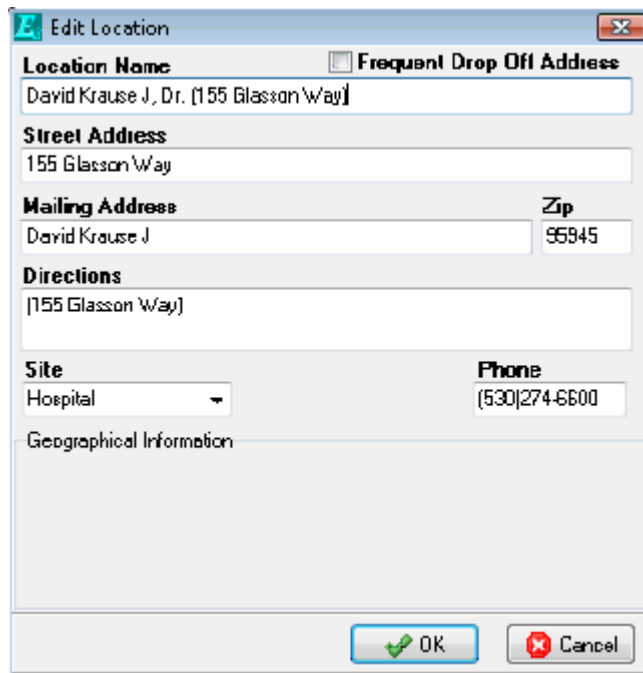 Edit Location
Location Name
Frequent Drop Off Address
David Krause J, Dr. (155 Glasson Way)
Street Address
155 Glasson Way
Mailing Address
Zip
David Krause J
95945
Directions
(155 Glasson Way)
Site
Phone
Hospital
(530)274-6600
Geographical Information
OK
Cancel